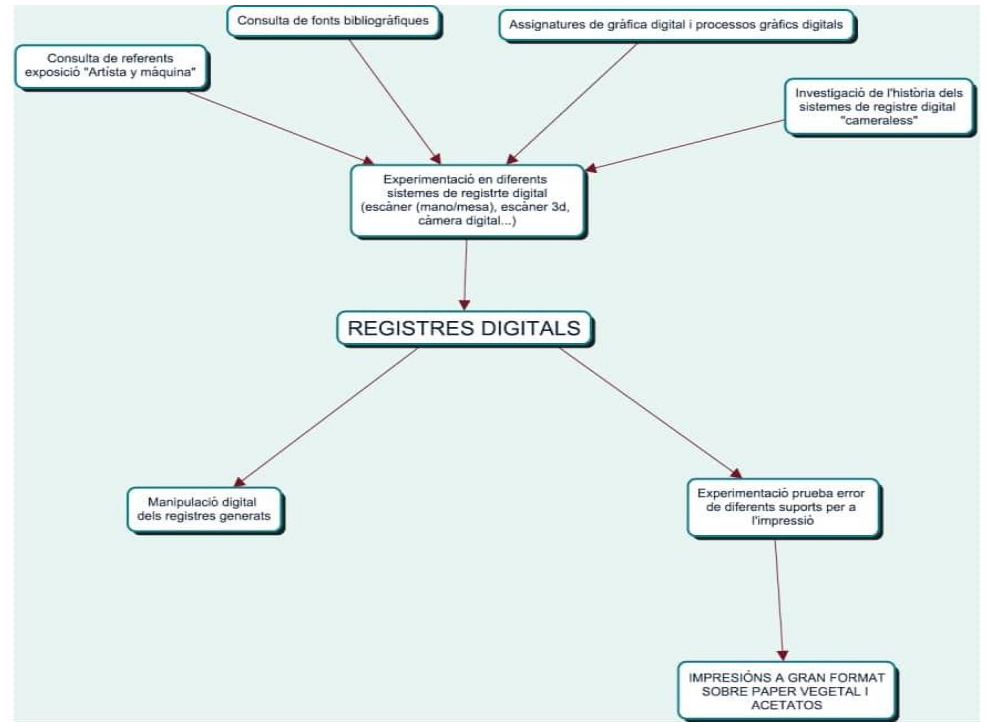 Consulta de fonts bibliogràfiques
Assignatures de gràfica digital i processos gràfics digitals
Consulta de referents
exposició "Artísta y máquina"
Investigació de l'història dels
sistemes de registre digital
"cameraless"
Experimentació en diferents
sistemes de registrte digital
(escàner (mano/mesa), escàner 3d,
càmera digital...)
REGISTRES DIGITALS
Manipulació digital
dels registres generats
Experimentació prueba error
de diferents suports per a
l'impressió
IMPRESIÓNS A GRAN FORMAT
SOBRE PAPER VEGETAL I
ACETATOS